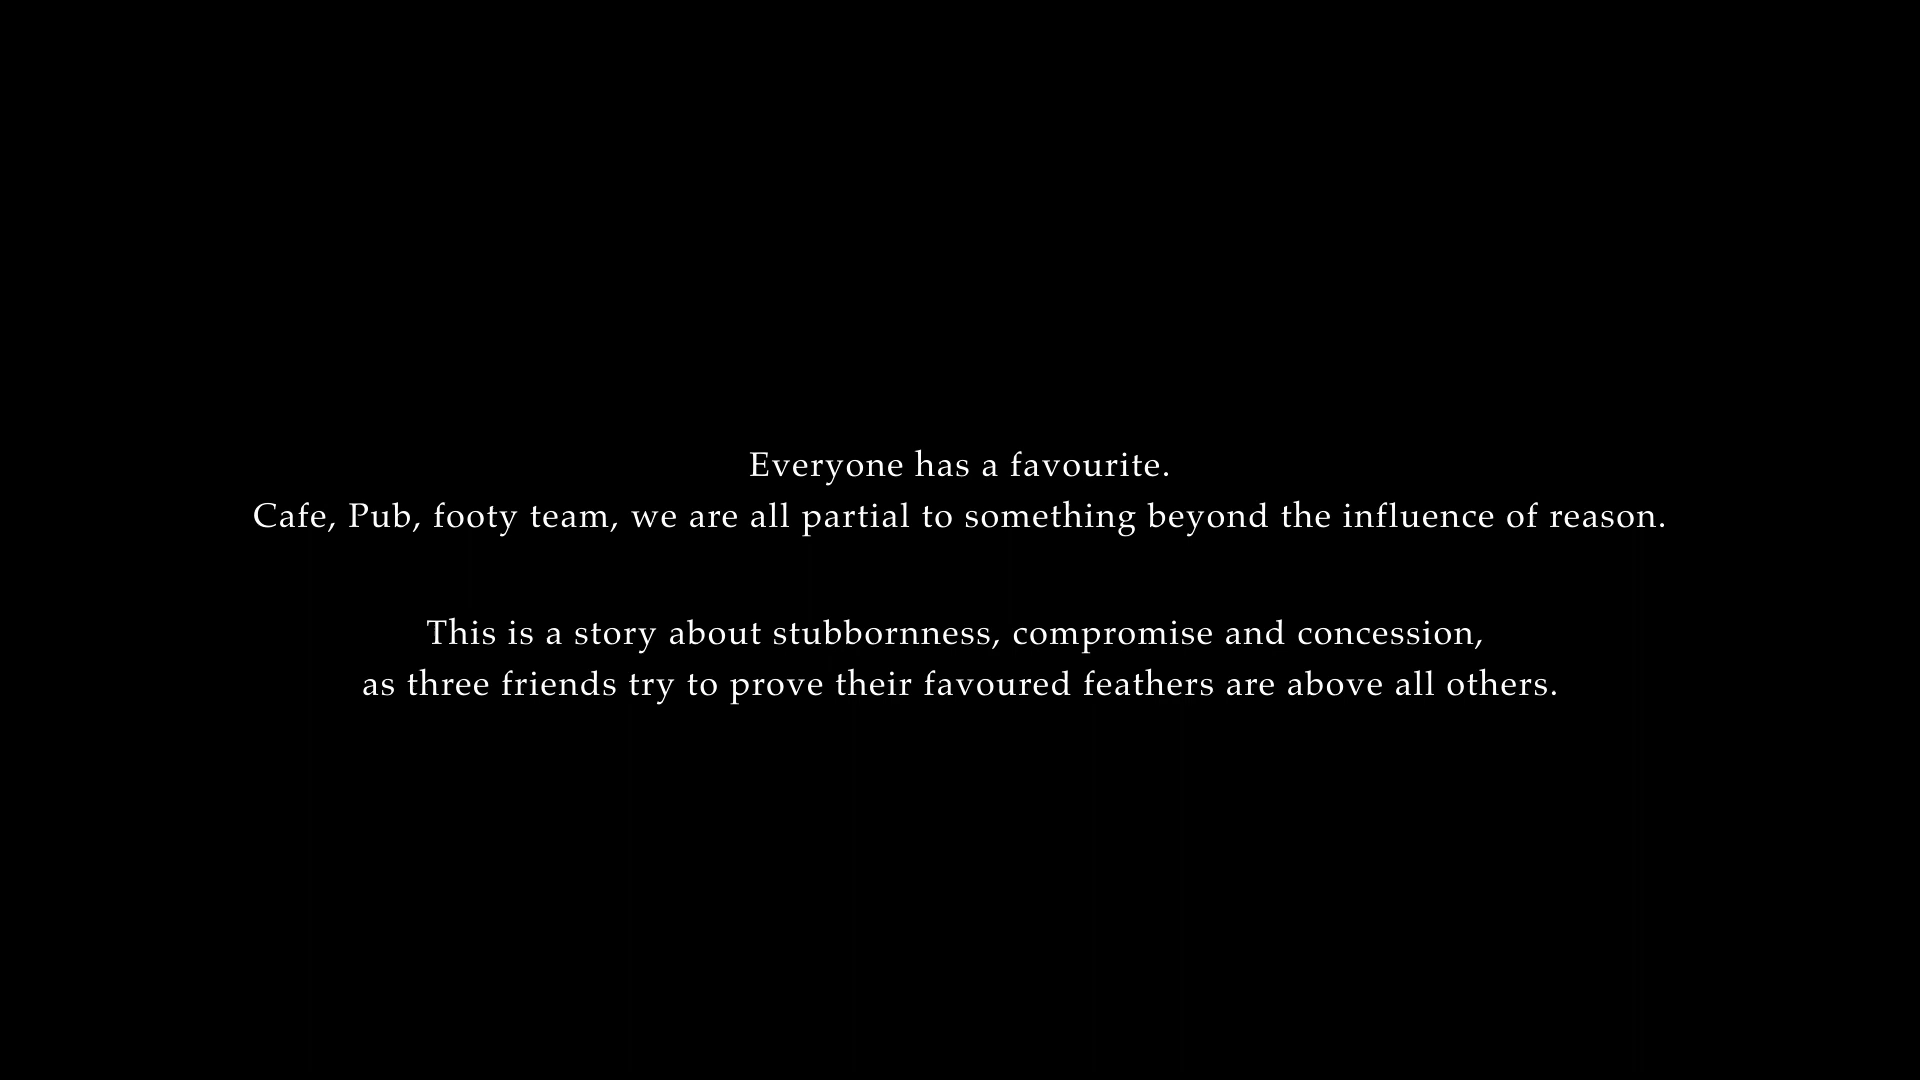 Everyone has a favourite.
Cafe, Pub, footy team, we are all partial to something beyond the influence of reason.
This is a story about stubbornness, compromise and concession,
as three friends try to prove their favoured feathers are above all others.